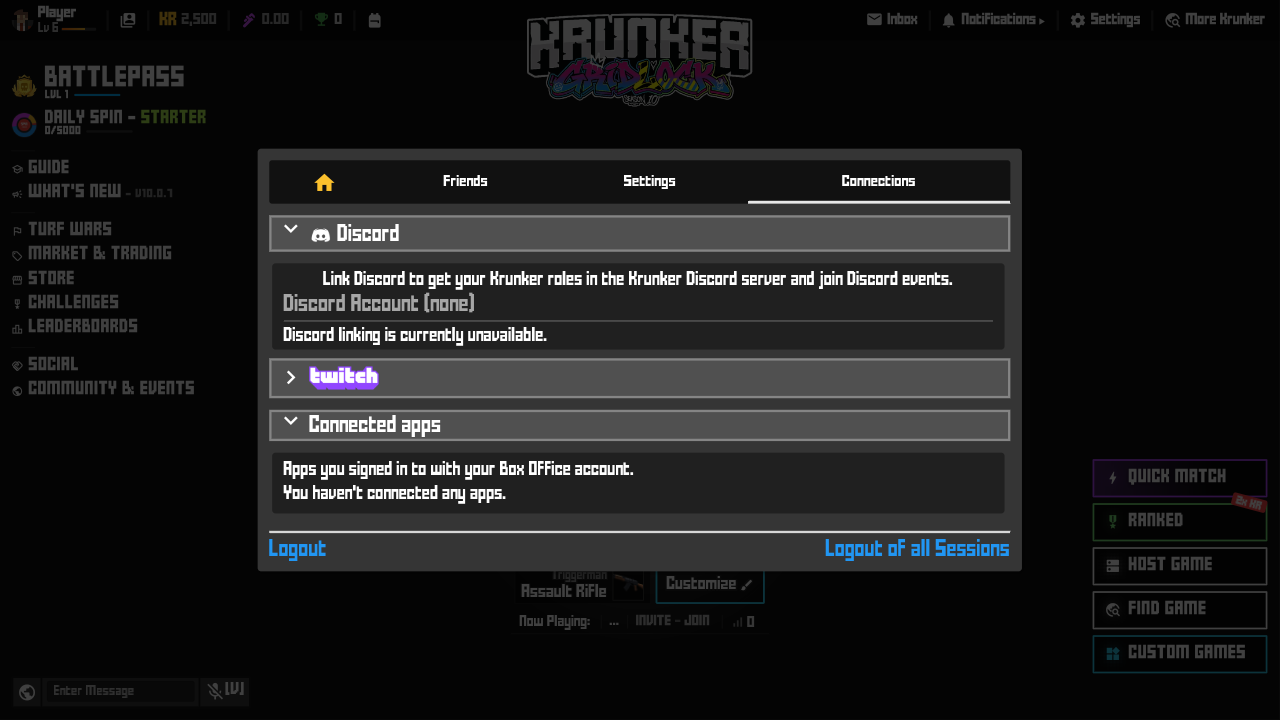 Player
Lv 6
KR 2,500
0.00
0
Inbox
Notifications
Settings
More Krunker
KRUNKER
GRIDLOCK
BATTLEPASS
LVL 1
DAILY SPIN - STARTER
0/5000
GUIDE
WHAT'S NEW - V10.0.7
TURF WARS
MARKET & TRADING
STORE
CHALLENGES
LEADERBOARDS
SOCIAL
COMMUNITY & EVENTS
Friends
Settings
Connections
Discord
Link Discord to get your Krunker roles in the Krunker Discord server and join Discord events.
Discord Account (none)
Discord linking is currently unavailable.
twitch
Connected apps
Apps you signed in to with your Box Office account.
You haven't connected any apps.
Logout
Logout of all Sessions
Triggerman
Assault Rifle
Customize
Now Playing:
...
INVITE - JOIN
0
QUICK MATCH
2x KR
RANKED
HOST GAME
FIND GAME
CUSTOM GAMES
Enter Message
[V]